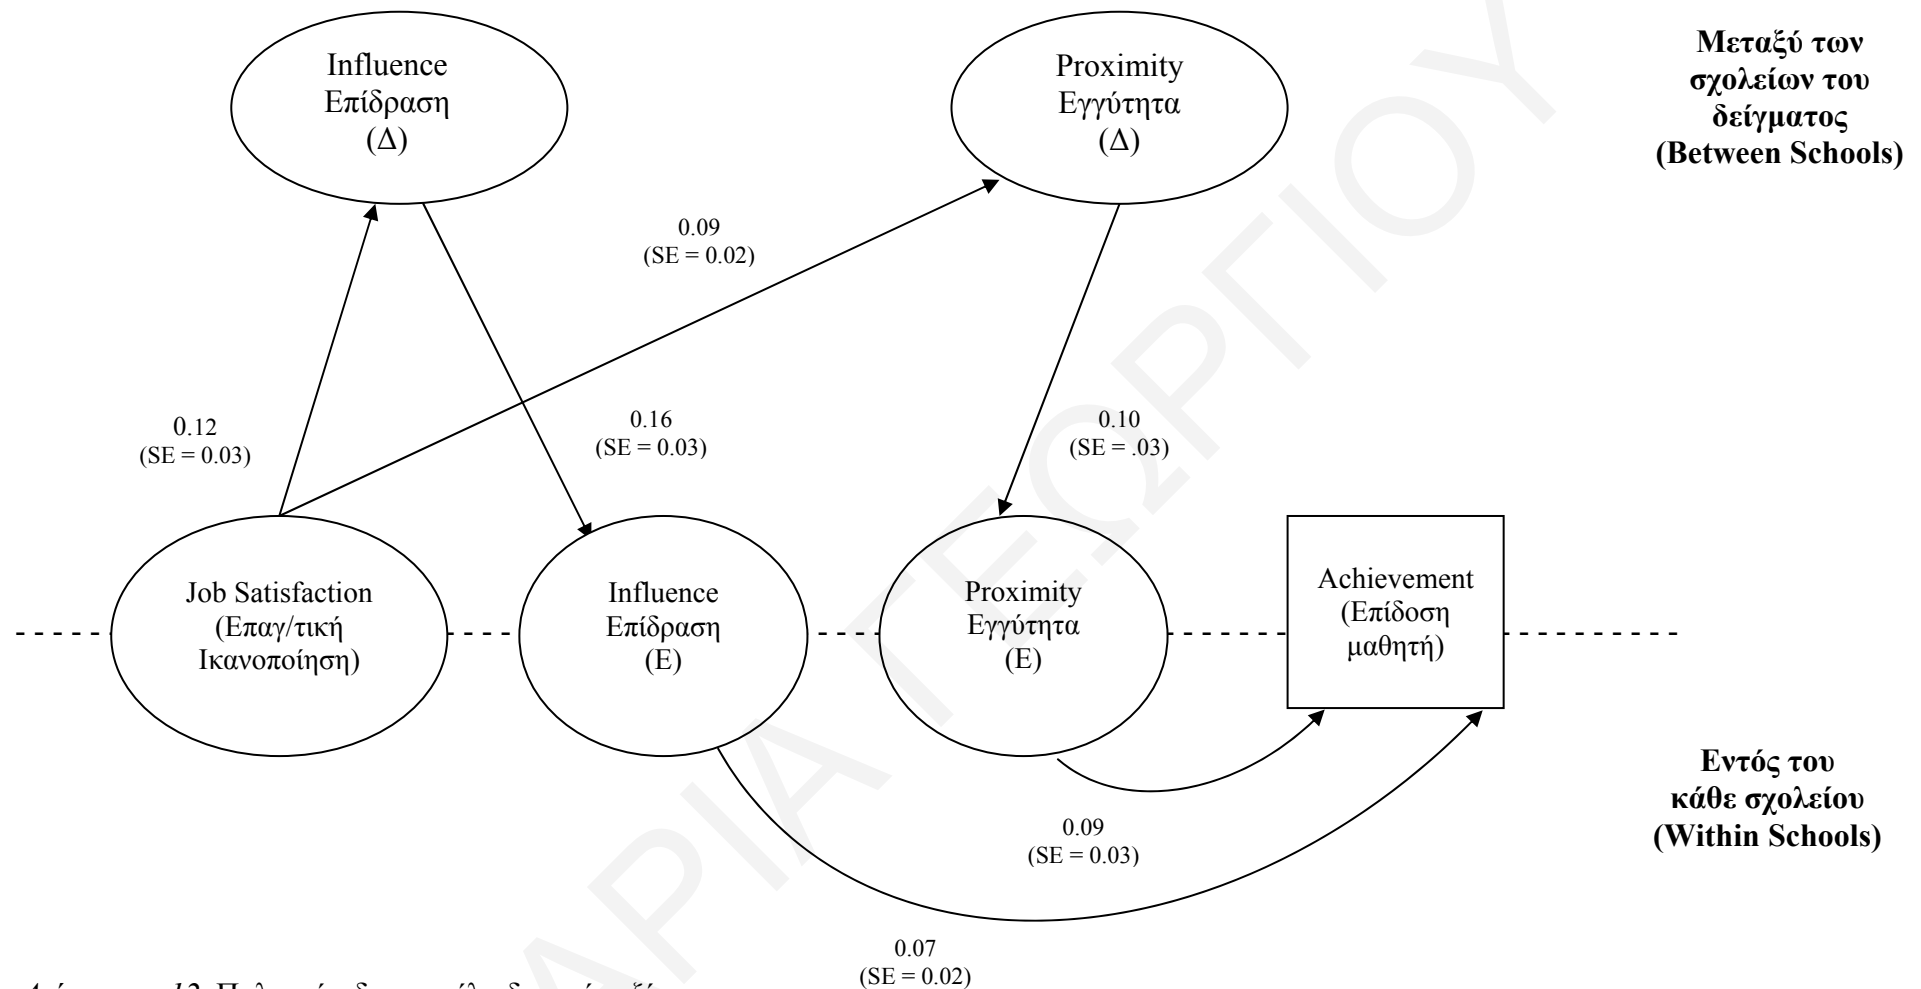 Influence
Επίδραση
(Δ)
Proximity
Εγγύτητα
(Δ)
Μεταξύ των
σχολείων του
δείγματος
(Between Schools)
0.09
(SE = 0.02)
0.12
(SE = 0.03)
0.16
(SE = 0.03)
0.10
(SE = .03)
Job Satisfaction
(Επαγ/τική
Ικανοποίηση)
Influence
Επίδραση
(Ε)
Proximity
Εγγύτητα
(Ε)
Achievement
(Επίδοση
μαθητή)
Εντός του
κάθε σχολείου
(Within Schools)
0.09
(SE = 0.03)
0.07
(SE = 0.02)
ΑΡΙΑ ΓΕΩΡΓΙΟΥ